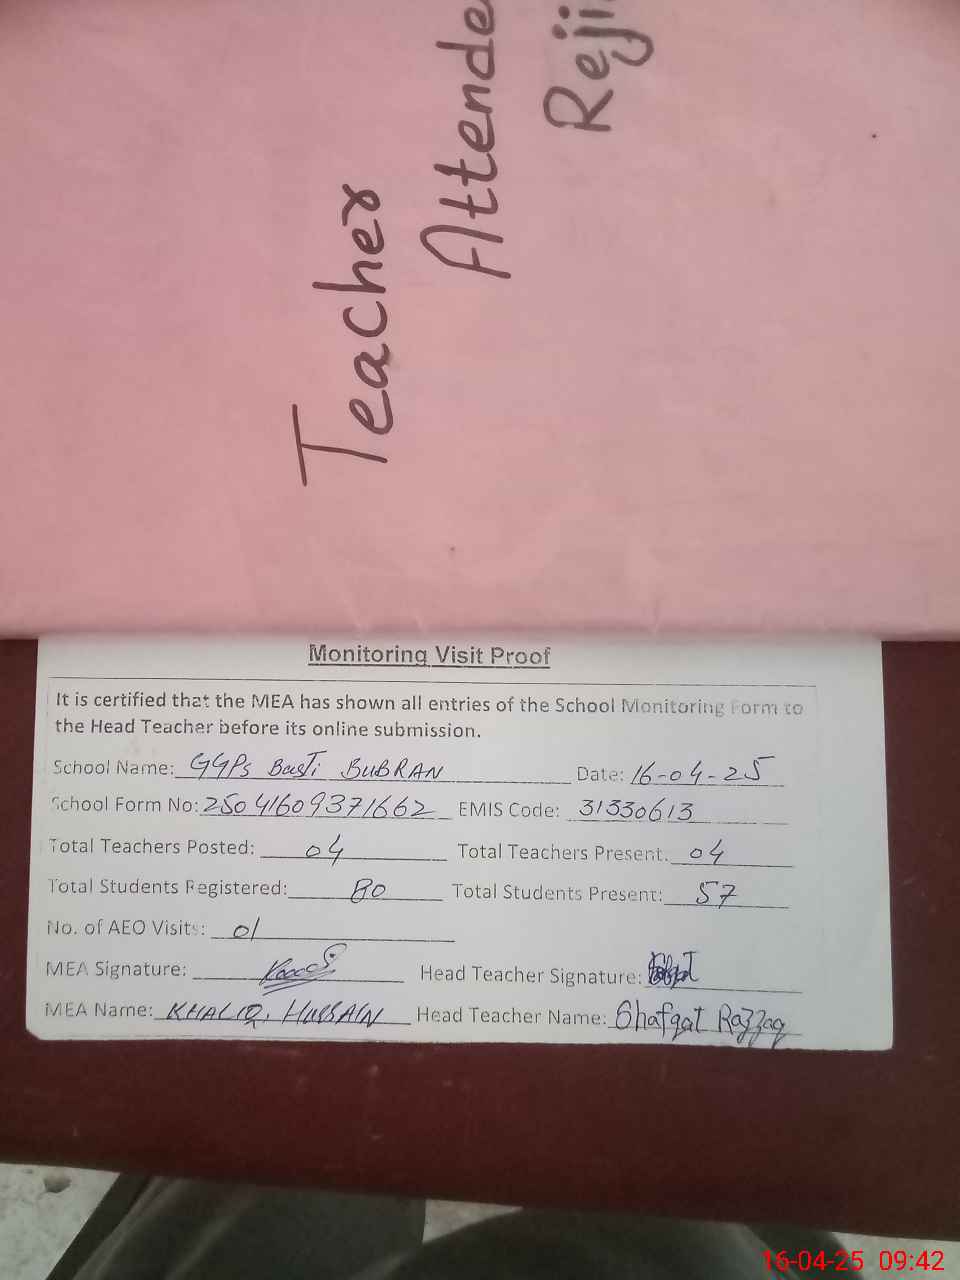 Teacher
Attende
Reji
Monitoring Visit Proof
It is certified that the MEA has shown all entries of the School Monitoring Form to
the Head Teacher before its online submission.
School Name: GGPS Basti BUBRAN Date: 16-04-25
School Form No: 25041609371662 EMIS Code: 31330613
Total Teachers Posted: 04 Total Teachers Present: 04
Total Students Registered: 80 Total Students Present: 57
No. of AEO Visits: 01
MEA Signature: Head Teacher Signature:
MEA Name: KHALIQ. HUSSAIN Head Teacher Name: Shafqat Razzaq
16-04-25 09:42